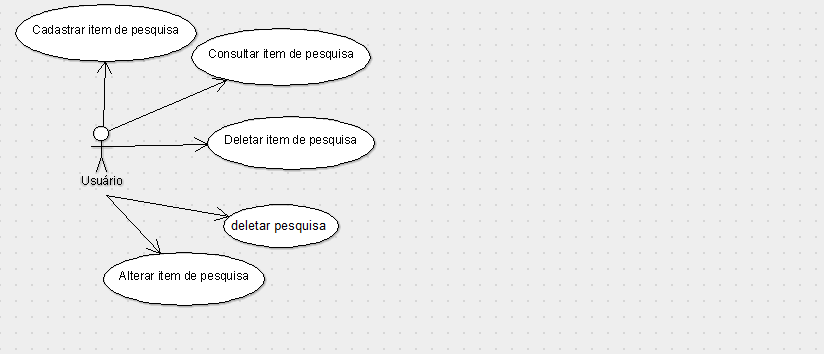 Cadastrar item de pesquisa
Consultar item de pesquisa
Deletar item de pesquisa
Usuário
deletar pesquisa
Alterar item de pesquisa